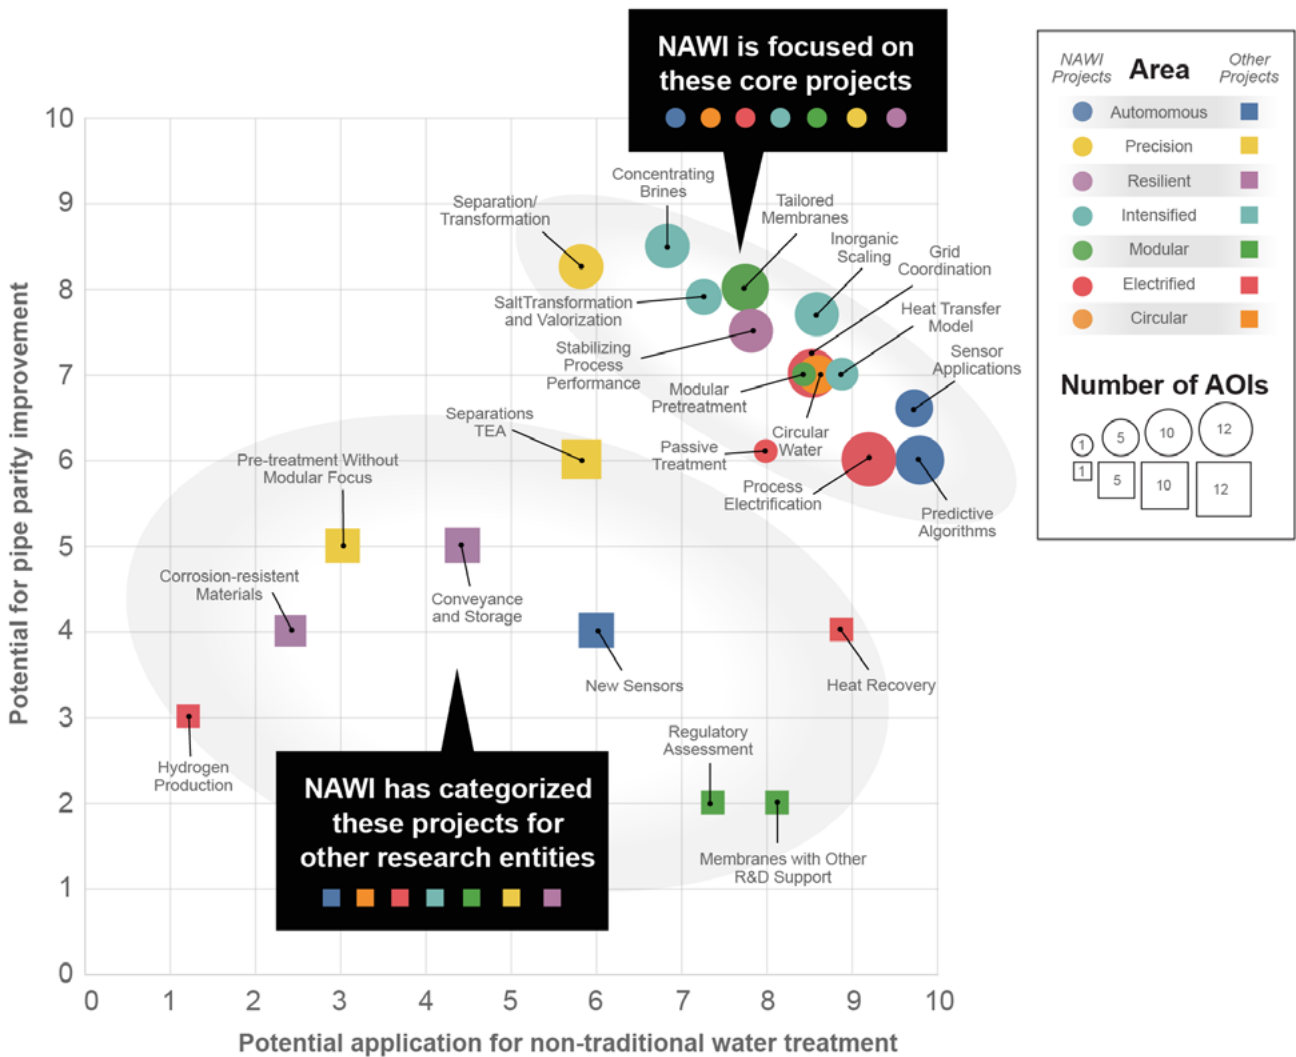 NAWI is focused on
these core projects
NAWI
Projects
Area
Other
Projects
Automomous
Precision
Resilient
Intensified
Modular
Electrified
Circular
Number of AOIs
1
5
10
12
1
5
10
12
Potential for pipe parity improvement
10
9
8
7
6
5
4
3
2
1
0
Concentrating
Brines
Separation/
Transformation
Tailored
Membranes
Inorganic
Scaling
Grid
Coordination
SaltTransformation
and Valorization
Heat Transfer
Model
Stabilizing
Process
Performance
Sensor
Applications
Modular
Pretreatment
Separations
TEA
Circular
Water
Passive
Treatment
Pre-treatment Without
Modular Focus
Process
Electrification
Predictive
Algorithms
Corrosion-resistent
Materials
Conveyance
and Storage
New Sensors
Heat Recovery
Regulatory
Assessment
Hydrogen
Production
NAWI has categorized
these projects for
other research entities
Membranes with Other
R&D Support
0 1 2 3 4 5 6 7 8 9 10
Potential application for non-traditional water treatment